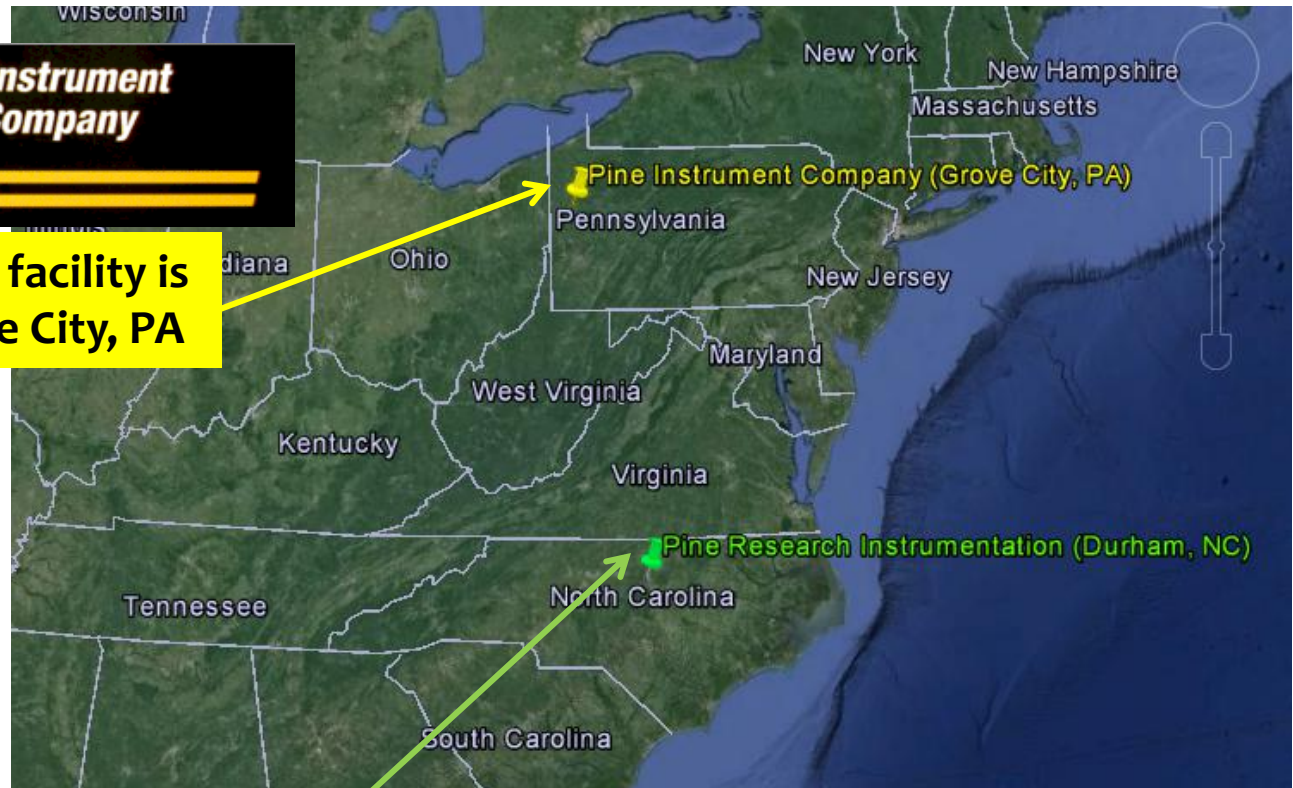 Wisconsin
nstrument
ompany
New York
New Hampshire
Massachusetts
Pine Instrument Company (Grove City, PA)
Pennsylvania
facility is
e City, PA
diana
Ohio
New Jersey
Maryland
West Virginia
Kentucky
Virginia
Pine Research Instrumentation (Durham, NC)
Tennessee
North Carolina
South Carolina